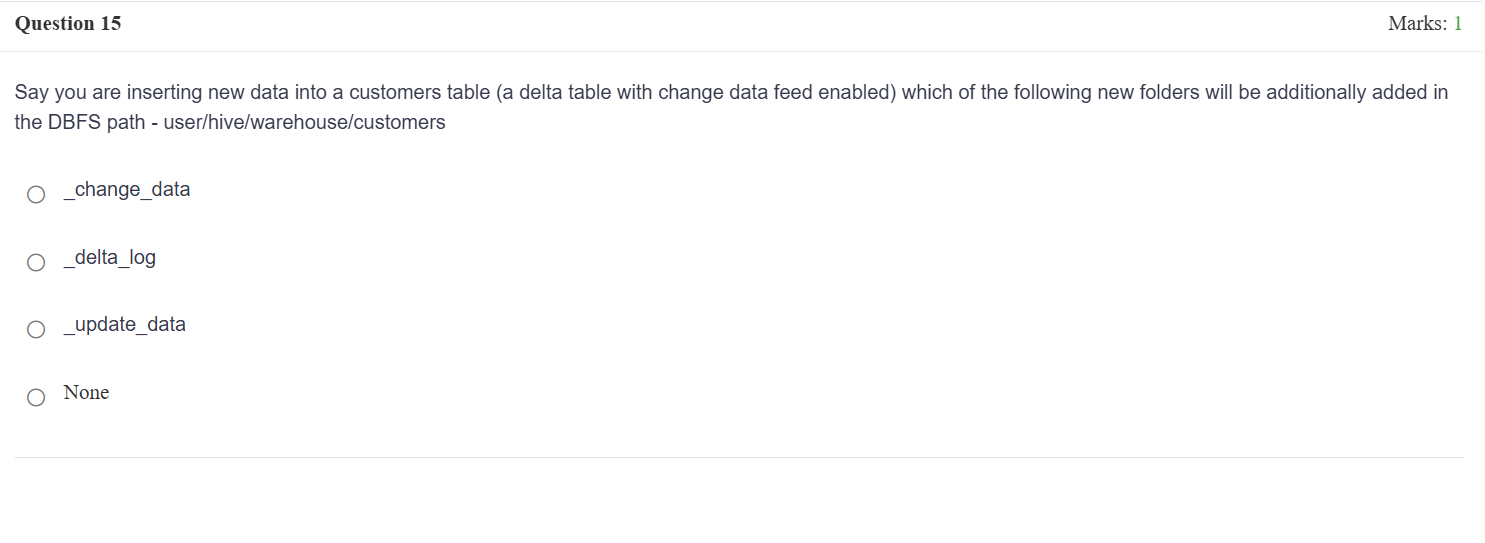 Question 15
Marks: 1
Say you are inserting new data into a customers table (a delta table with change data feed enabled) which of the following new folders will be additionally added in
the DBFS path - user/hive/warehouse/customers
_change_data
_delta_log
_update_data
None